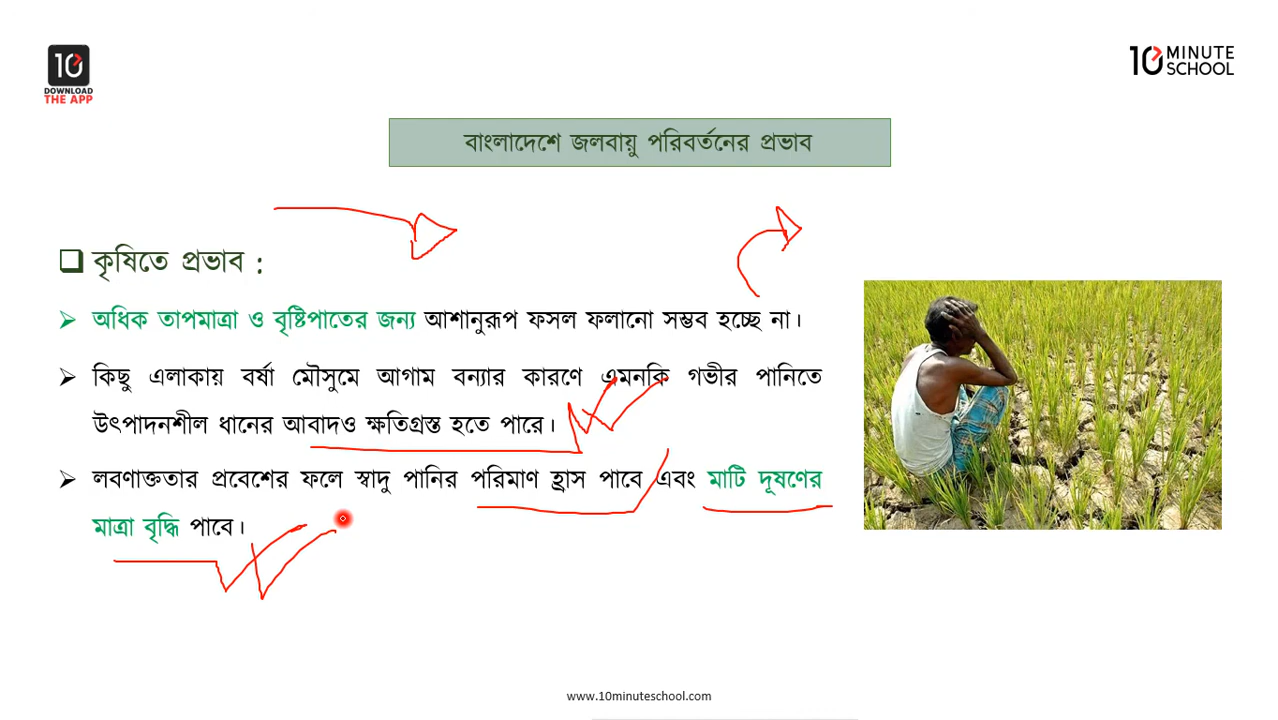 10
DOWNLOAD
THE APP
10 MINUTE
SCHOOL
বাংলাদেশে জলবায়ু পরিবর্তনের প্রভাব
কৃষিতে প্রভাব :
অধিক তাপমাত্রা ও বৃষ্টিপাতের জন্য আশানুরূপ ফসল ফলানো সম্ভব হচ্ছে না।
কিছু এলাকায় বর্ষা মৌসুমে আগাম বন্যার কারণে এমনকি গভীর পানিতে
উৎপাদনশীল ধানের আবাদও ক্ষতিগ্রস্ত হতে পারে।
লবণাক্ততার প্রবেশের ফলে স্বাদু পানির পরিমাণ হ্রাস পাবে এবং মাটি দূষণের
মাত্রা বৃদ্ধি পাবে।
www.10minuteschool.com